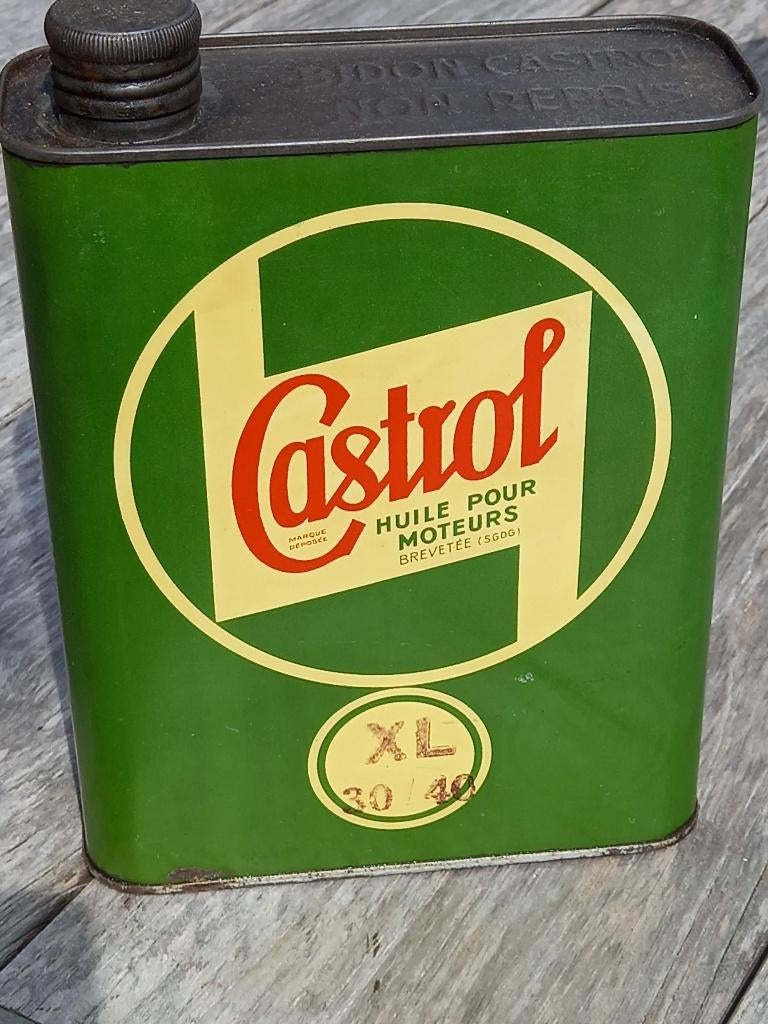 BIDON CASTROL
NON REPRIS
Castrol
HUILE POUR
MOTEURS
BREVETÉE (SGDG)
MARQUE
DÉPOSÉE
XL
30/40